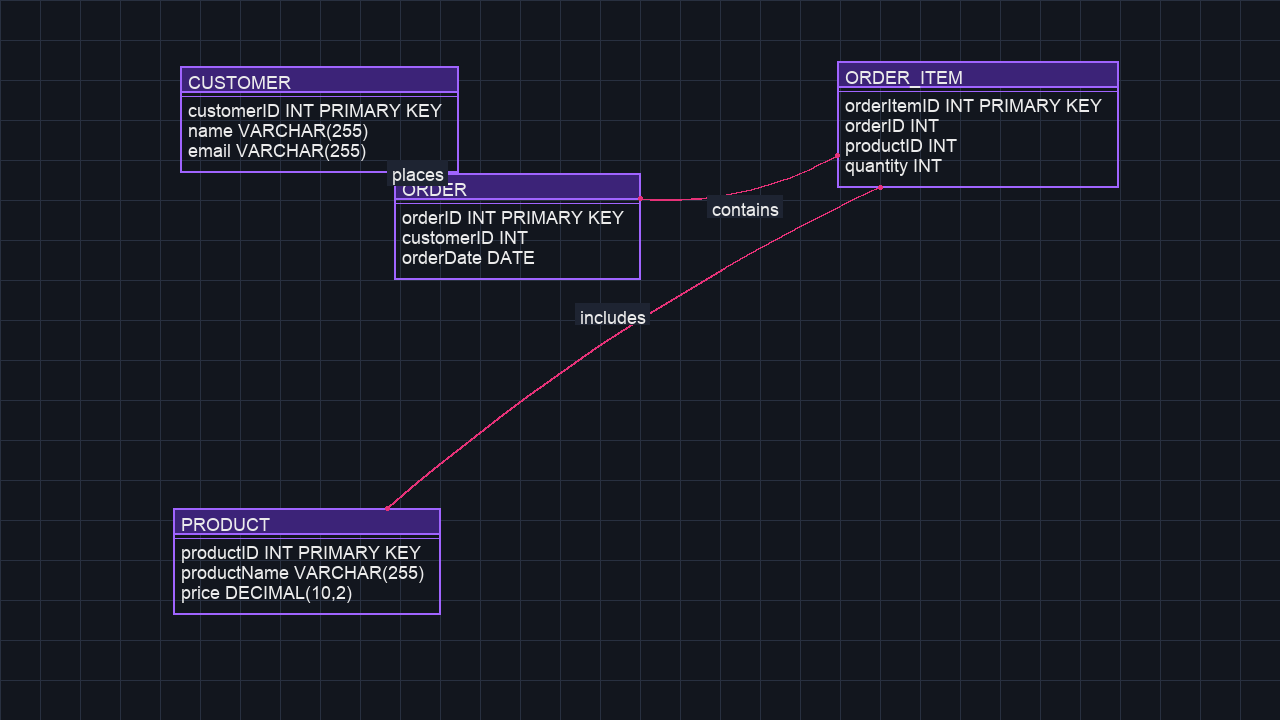 CUSTOMER
customerID INT PRIMARY KEY
name VARCHAR(255)
email VARCHAR(255)
places
ORDER
orderID INT PRIMARY KEY
customerID INT
orderDate DATE
contains
ORDER_ITEM
orderItemID INT PRIMARY KEY
orderID INT
productID INT
quantity INT
includes
PRODUCT
productID INT PRIMARY KEY
productName VARCHAR(255)
price DECIMAL(10,2)